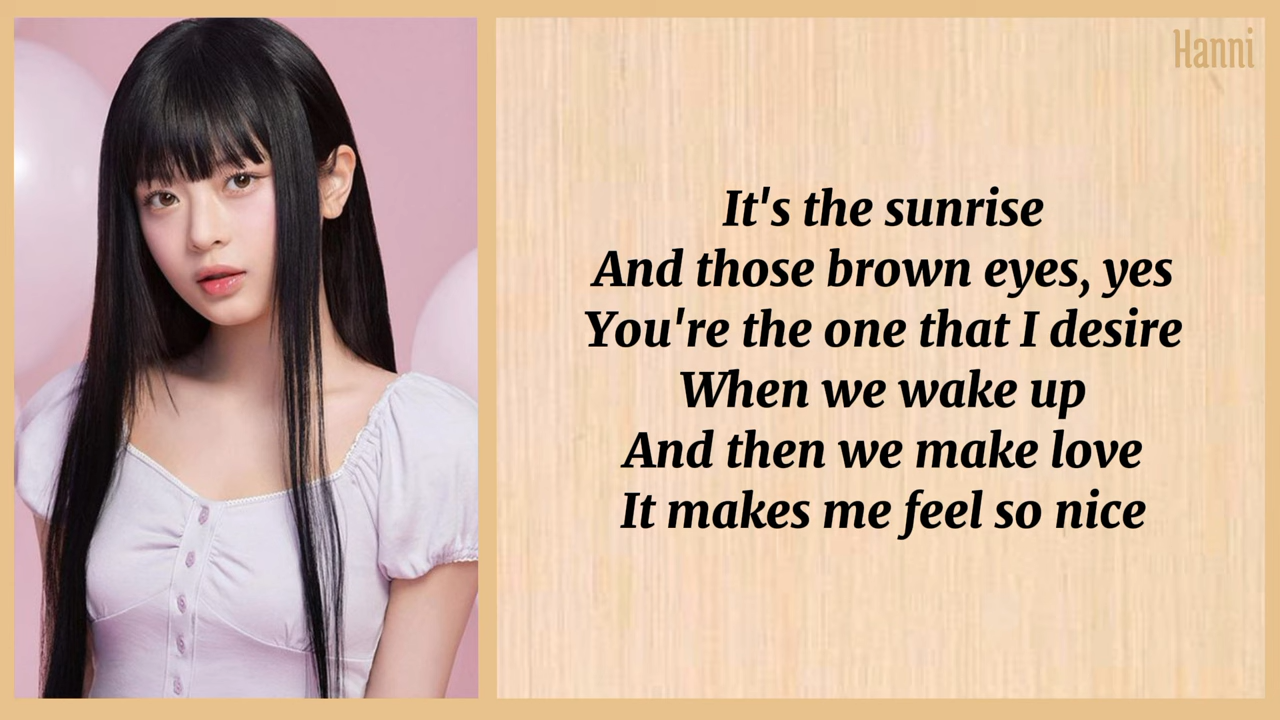 Hanni
It's the sunrise
And those brown eyes, yes
You're the one that I desire
When we wake up
And then we make love
It makes me feel so nice